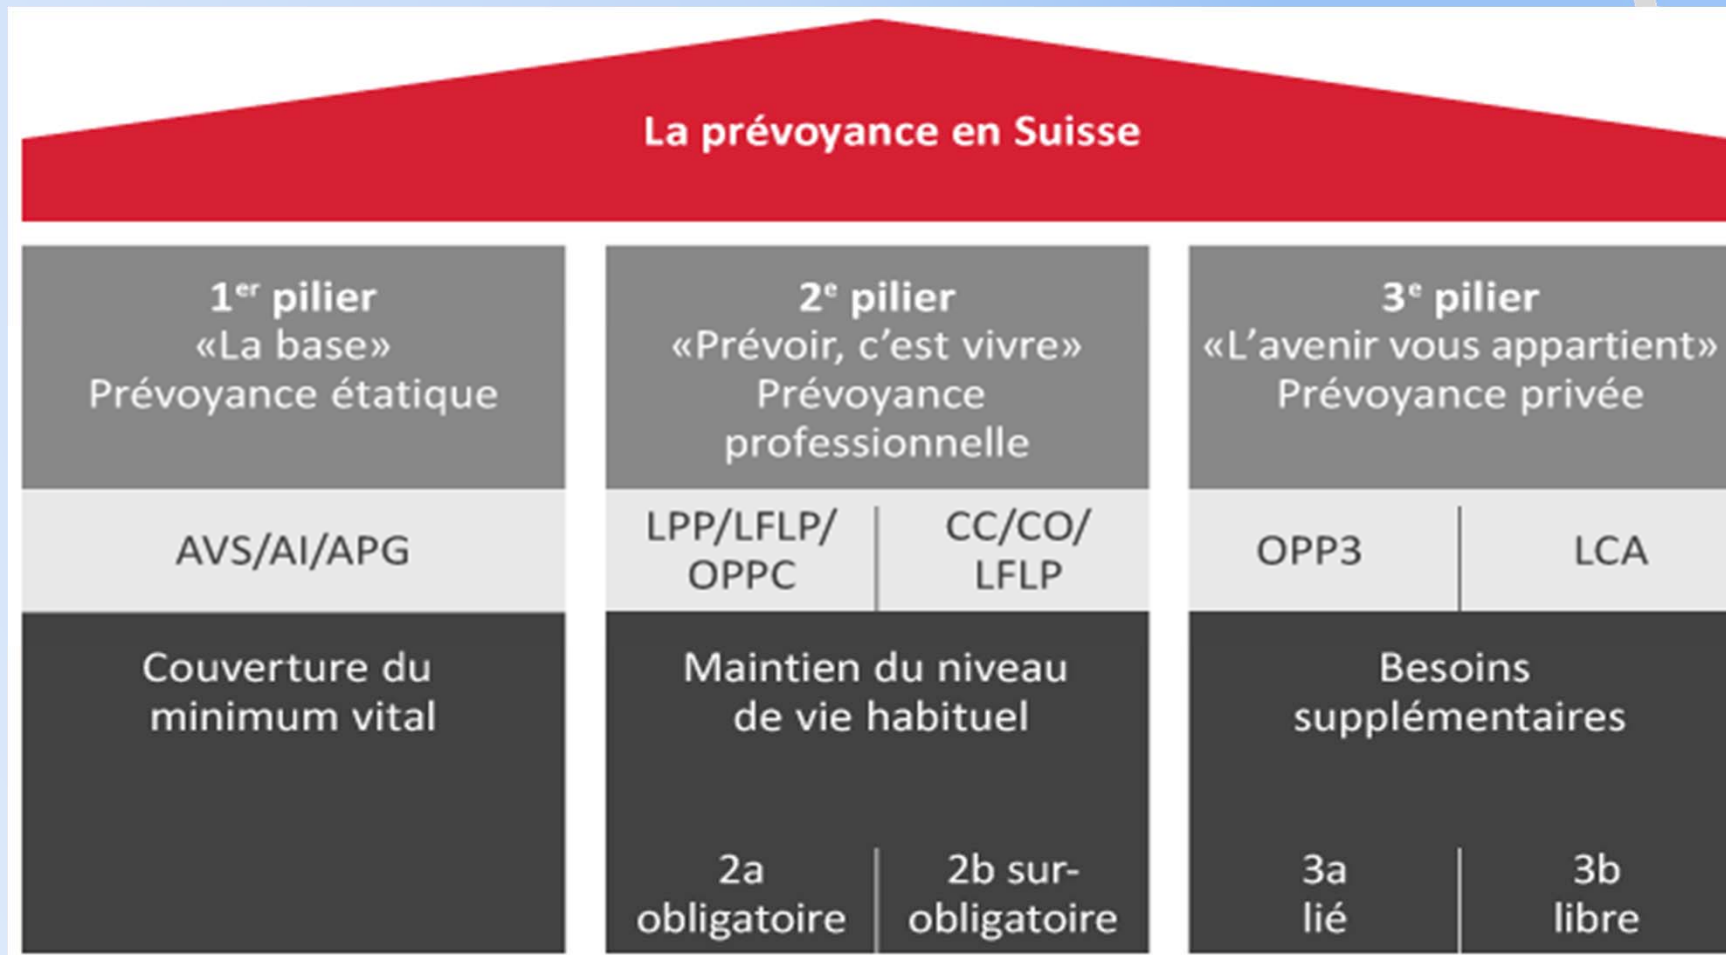 La prévoyance en Suisse
1er pilier
«La base»
Prévoyance étatique
AVS/AI/APG
Couverture du
minimum vital
2e pilier
«Prévoir, c’est vivre»
Prévoyance
professionnelle
LPP/LFLP/
OPPC
CC/CO/
LFLP
Maintien du niveau
de vie habituel
2a
obligatoire
2b sur-
obligatoire
3e pilier
«L’avenir vous appartient»
Prévoyance privée
OPP3
LCA
Besoins
supplémentaires
3a
lié
3b
libre